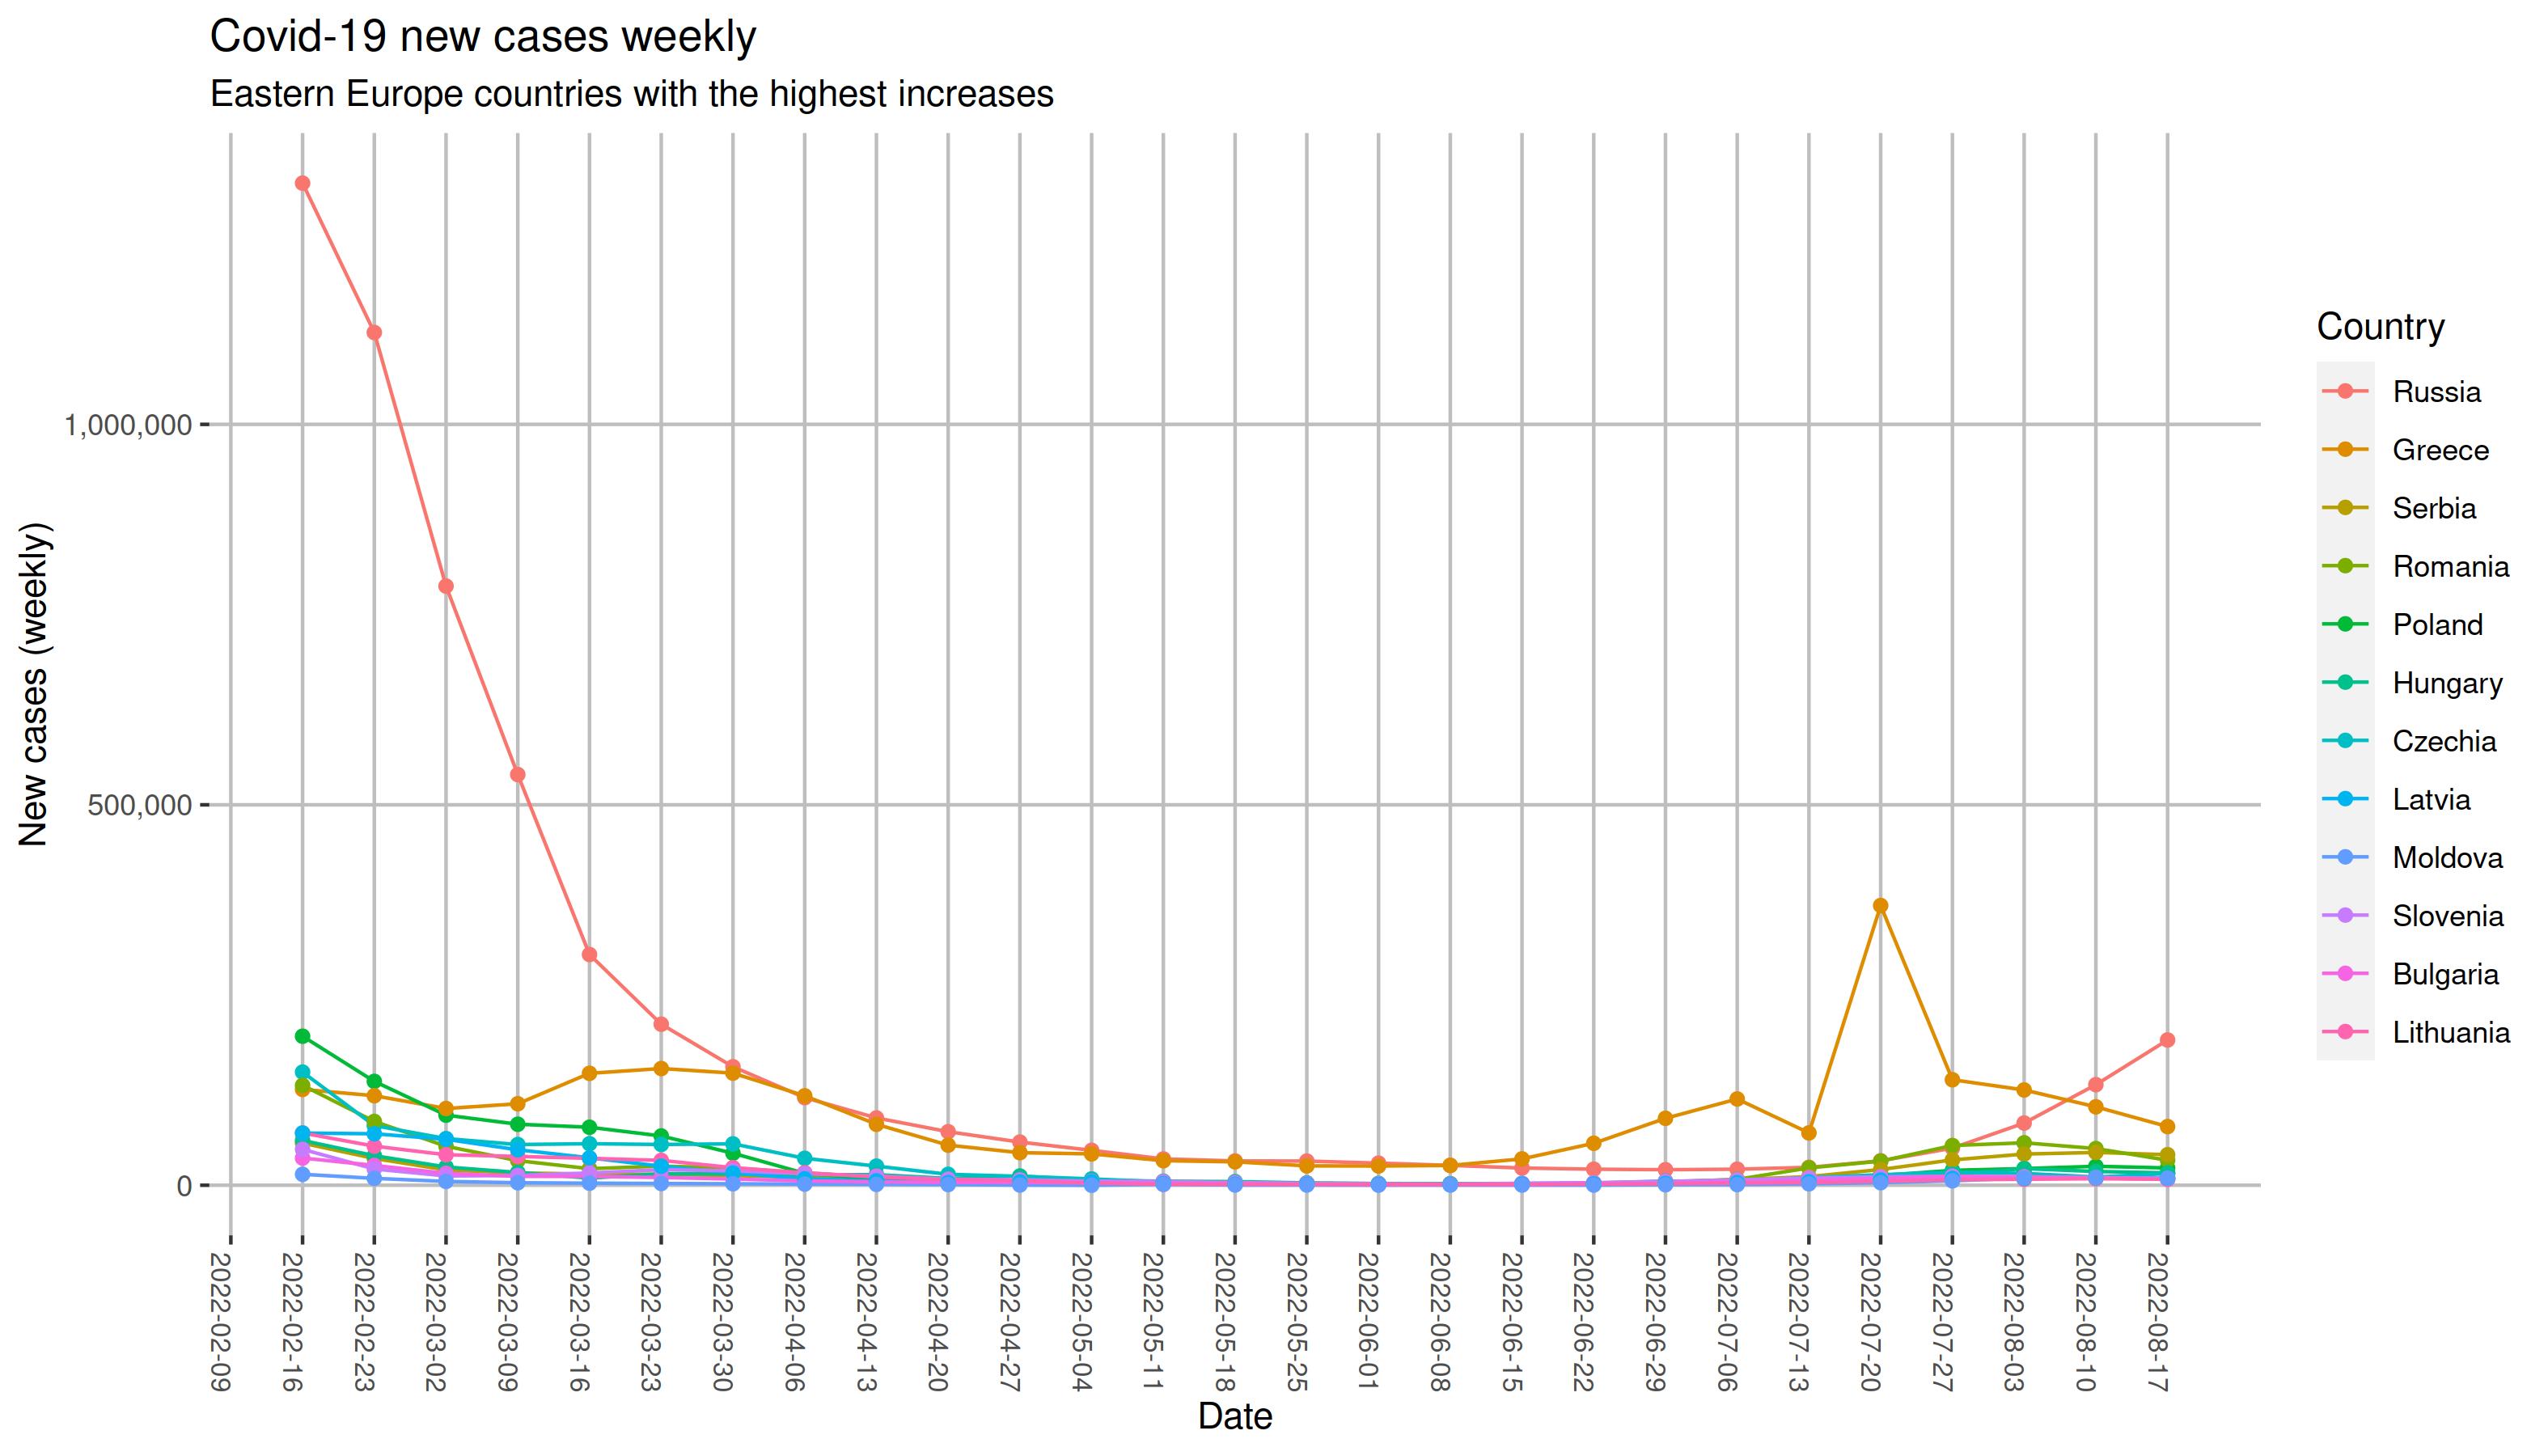 Covid-19 new cases weekly
Eastern Europe countries with the highest increases
New cases (weekly)
1,000,000
500,000
0
2022-02-09
2022-02-16
2022-02-23
2022-03-02
2022-03-09
2022-03-16
2022-03-23
2022-03-30
2022-04-06
2022-04-13
2022-04-20
2022-04-27
2022-05-04
2022-05-11
2022-05-18
2022-05-25
2022-06-01
2022-06-08
2022-06-15
2022-06-22
2022-06-29
2022-07-06
2022-07-13
2022-07-20
2022-07-27
2022-08-03
2022-08-10
2022-08-17
Date
Country
Russia
Greece
Serbia
Romania
Poland
Hungary
Czechia
Latvia
Moldova
Slovenia
Bulgaria
Lithuania